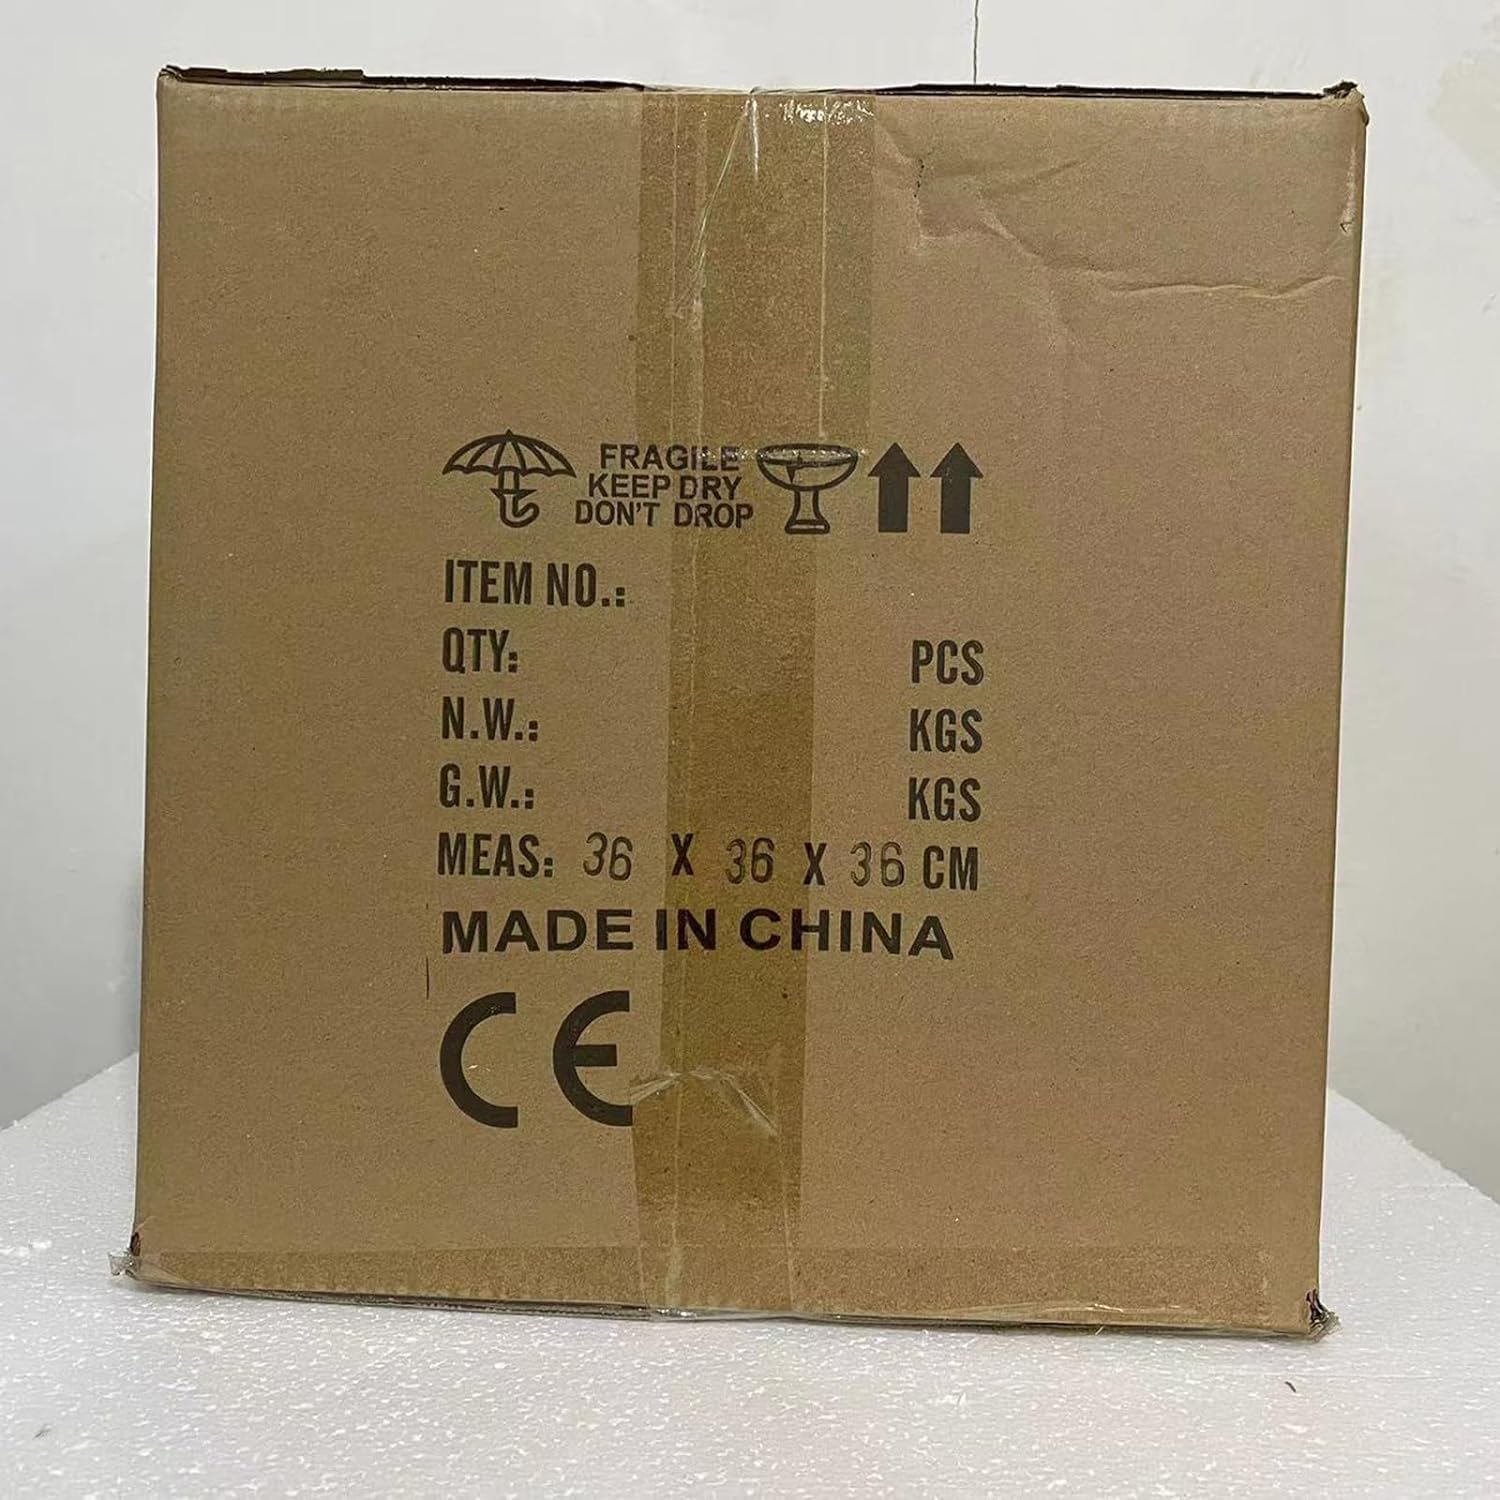 FRAGILE
KEEP DRY
DON'T DROP
ITEM NO.:
QTY: PCS
N.W.: KGS
G.W.: KGS
MEAS: 36 X 36 X 36 CM
MADE IN CHINA
CE